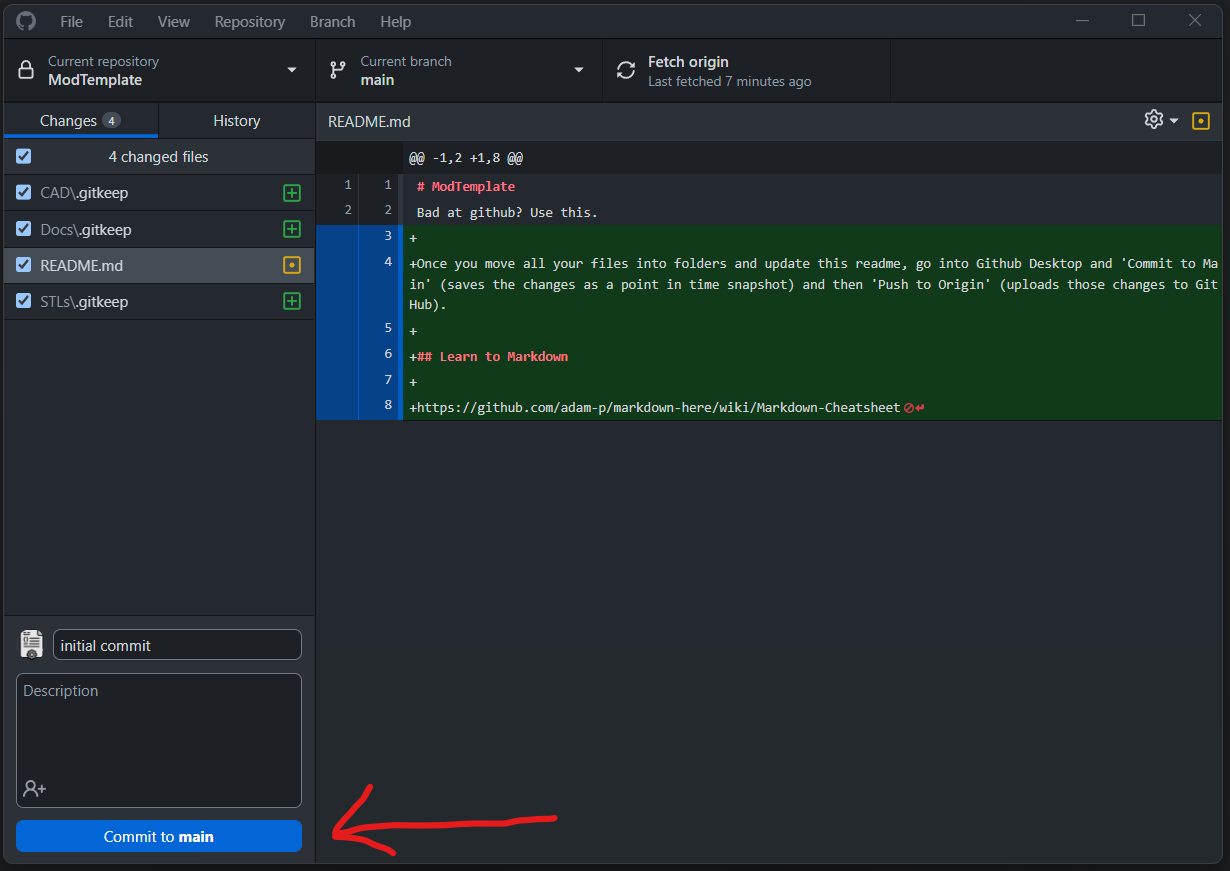 File Edit View Repository Branch Help
Current repository
ModTemplate
Current branch
main
Fetch origin
Last fetched 7 minutes ago
Changes 4
History
README.md
4 changed files
CAD\.gitkeep
Docs\.gitkeep
README.md
STLs\.gitkeep
@@ -1,2 +1,8 @@
1 1 # ModTemplate
2 2 Bad at github? Use this.
3 +
4 +Once you move all your files into folders and update this readme, go into Github Desktop and 'Commit to Ma
in' (saves the changes as a point in time snapshot) and then 'Push to Origin' (uploads those changes to Git
Hub).
5 +
6 +## Learn to Markdown
7 +
8 +https://github.com/adam-p/markdown-here/wiki/Markdown-Cheatsheet
initial commit
Description
Commit to main